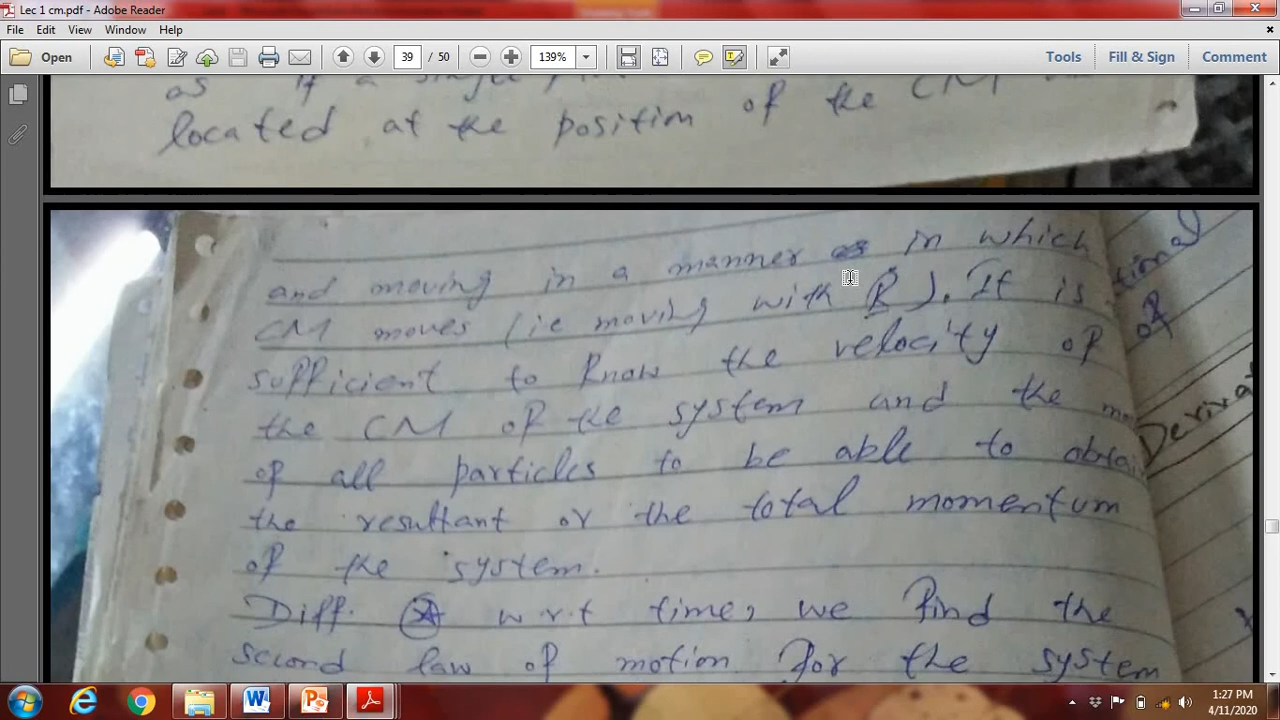 Lec 1 cm.pdf - Adobe Reader
File Edit View Window Help
Open 39 / 50 139% Tools Fill & Sign Comment
as if a single
located at the position of the CM
and moving in a manner as in which
CM moves (ie moving with Ṙ). It is
sufficient to know the velocity of
the CM of the system and the
of all particles to be able to obtai
the resultant or the total momentum
of the system.
Diff. ★ w.r.t time, we find the
second law of motion for the system
tional
of
Deriva
1:27 PM
4/11/2020